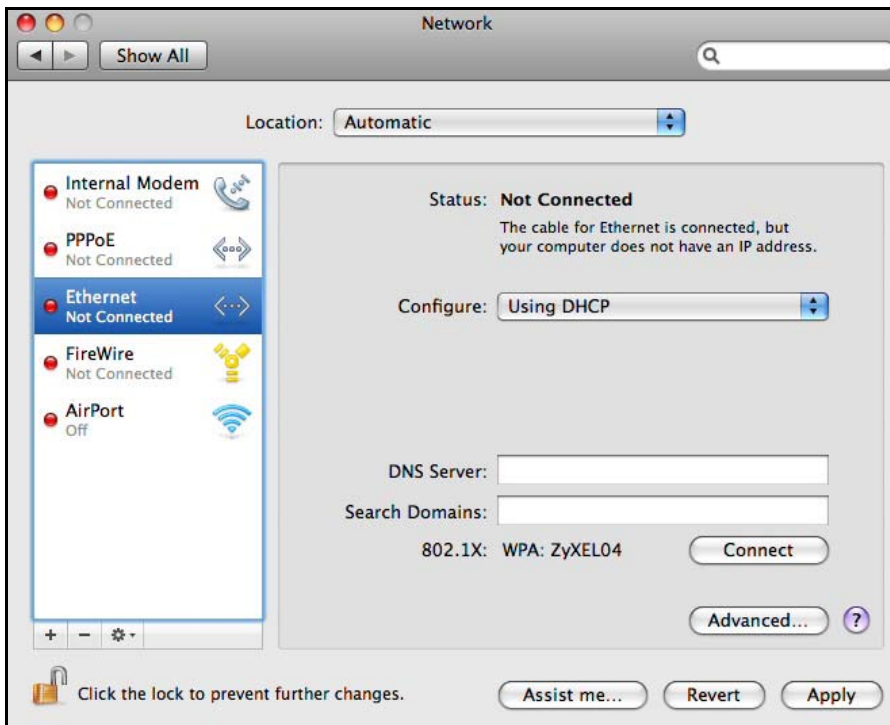 Network
Show All
Location: Automatic
Internal Modem
Not Connected
PPPoE
Not Connected
Ethernet
Not Connected
FireWire
Not Connected
AirPort
Off
Status: Not Connected
The cable for Ethernet is connected, but
your computer does not have an IP address.
Configure: Using DHCP
DNS Server:
Search Domains:
802.1X: WPA: ZyXEL04 Connect
Advanced... ?
+ −
Click the lock to prevent further changes.
Assist me... Revert Apply